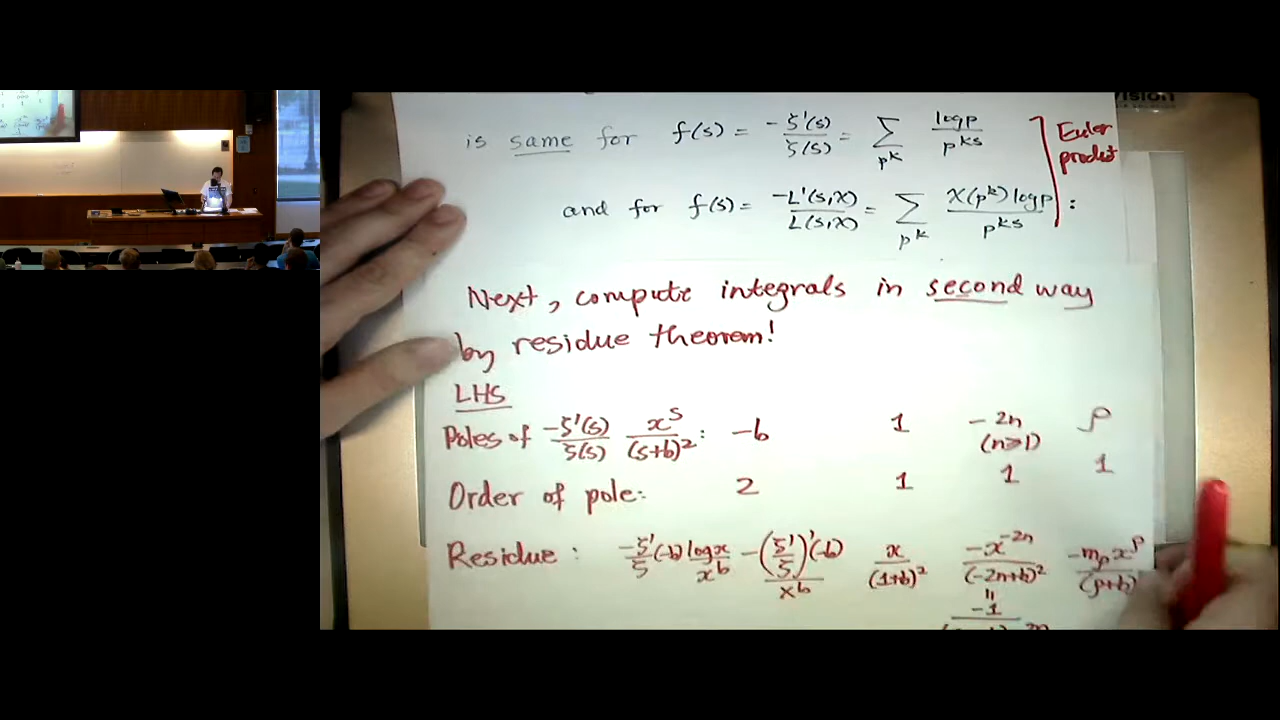 is same for f(s) = -ζ'(s)/ζ(s) = Σ_{p^k} log p / p^{ks}
and for f(s) = -L'(s,χ)/L(s,χ) = Σ_{p^k} χ(p^k) log p / p^{ks} :
Euler
Next, compute integrals in second way
by residue theorem!
LHS
Poles of -ζ'(s)/ζ(s) x^s/(s+b)^2 : -b 1 -2n (n≥1) ρ
Order of pole: 2 1 1 1
Residue : -ζ'/ζ(-b) log x / x^b - (ζ'/ζ)'(-b) / x^b x/(1+b)^2 -x^{-2n}/(-2n+b)^2 -m_ρ x^ρ/(ρ+b)
-1